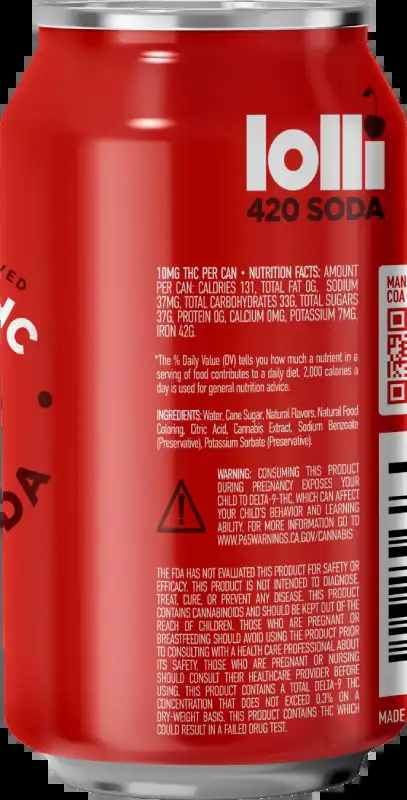 lolli
420 SODA
10MG THC PER CAN • NUTRITION FACTS: AMOUNT
PER CAN: CALORIES 131, TOTAL FAT 0G, SODIUM
37MG, TOTAL CARBOHYDRATES 33G, TOTAL SUGARS
37G, PROTEIN 0G, CALCIUM 0MG, POTASSIUM 7MG,
IRON 42G.
*The % Daily Value (DV) tells you how much a nutrient in a
serving of food contributes to a daily diet. 2,000 calories a
day is used for general nutrition advice.
INGREDIENTS: Water, Cane Sugar, Natural Flavors, Natural Food
Coloring, Citric Acid, Cannabis Extract, Sodium Benzoate
(Preservative), Potassium Sorbate (Preservative).
WARNING: CONSUMING THIS PRODUCT
DURING PREGNANCY EXPOSES YOUR
CHILD TO DELTA-9-THC, WHICH CAN AFFECT
YOUR CHILD'S BEHAVIOR AND LEARNING
ABILITY. FOR MORE INFORMATION GO TO
WWW.P65WARNINGS.CA.GOV/CANNABIS
THE FDA HAS NOT EVALUATED THIS PRODUCT FOR SAFETY OR
EFFICACY. THIS PRODUCT IS NOT INTENDED TO DIAGNOSE,
TREAT, CURE, OR PREVENT ANY DISEASE. THIS PRODUCT
CONTAINS CANNABINOIDS AND SHOULD BE KEPT OUT OF THE
REACH OF CHILDREN. THOSE WHO ARE PREGNANT OR
BREASTFEEDING SHOULD AVOID USING THE PRODUCT PRIOR
TO CONSULTING WITH A HEALTH CARE PROFESSIONAL ABOUT
ITS SAFETY. THOSE WHO ARE PREGNANT OR NURSING
SHOULD CONSULT THEIR HEALTHCARE PROVIDER BEFORE
USING. THIS PRODUCT CONTAINS A TOTAL DELTA-9 THC
CONCENTRATION THAT DOES NOT EXCEED 0.3% ON A
DRY-WEIGHT BASIS. THIS PRODUCT CONTAINS THC WHICH
COULD RESULT IN A FAILED DRUG TEST.
MAN
COA
MADE